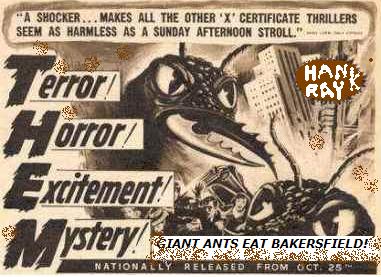 "A SHOCKER...MAKES ALL THE OTHER 'X' CERTIFICATE THRILLERS
SEEM AS HARMLESS AS A SUNDAY AFTERNOON STROLL."
HANK
RAY
Terror!
Horror!
Excitement!
Mystery!
GIANT ANTS EAT BAKERSFIELD!
NATIONALLY RELEASED FROM OCT. 25TH